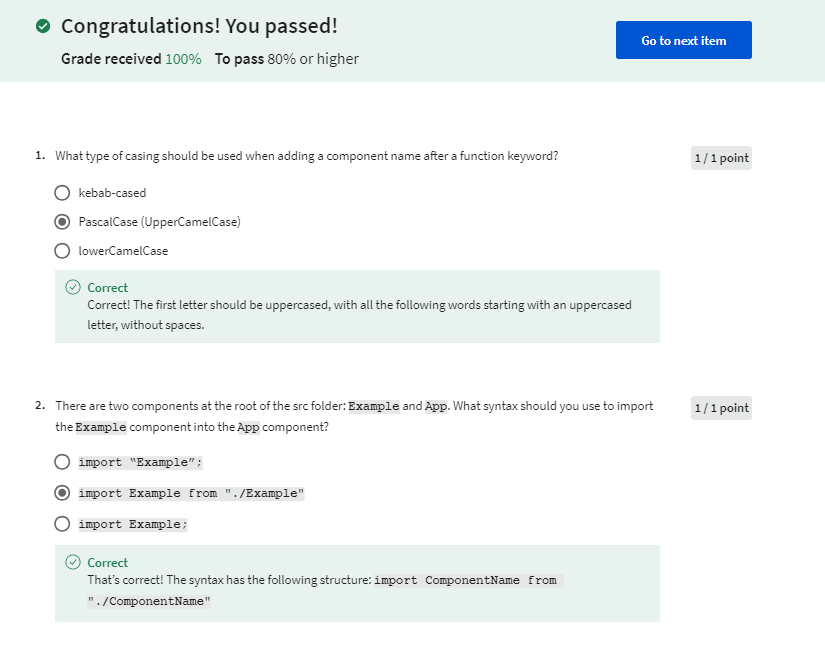 Congratulations! You passed!
Go to next item
Grade received 100% To pass 80% or higher
1. What type of casing should be used when adding a component name after a function keyword?
1 / 1 point
kebab-cased
PascalCase (UpperCamelCase)
lowerCamelCase
Correct
Correct! The first letter should be uppercased, with all the following words starting with an uppercased
letter, without spaces.
2. There are two components at the root of the src folder: Example and App. What syntax should you use to import
1 / 1 point
the Example component into the App component?
import “Example”;
import Example from "./Example"
import Example;
Correct
That’s correct! The syntax has the following structure: import ComponentName from
"./ComponentName"